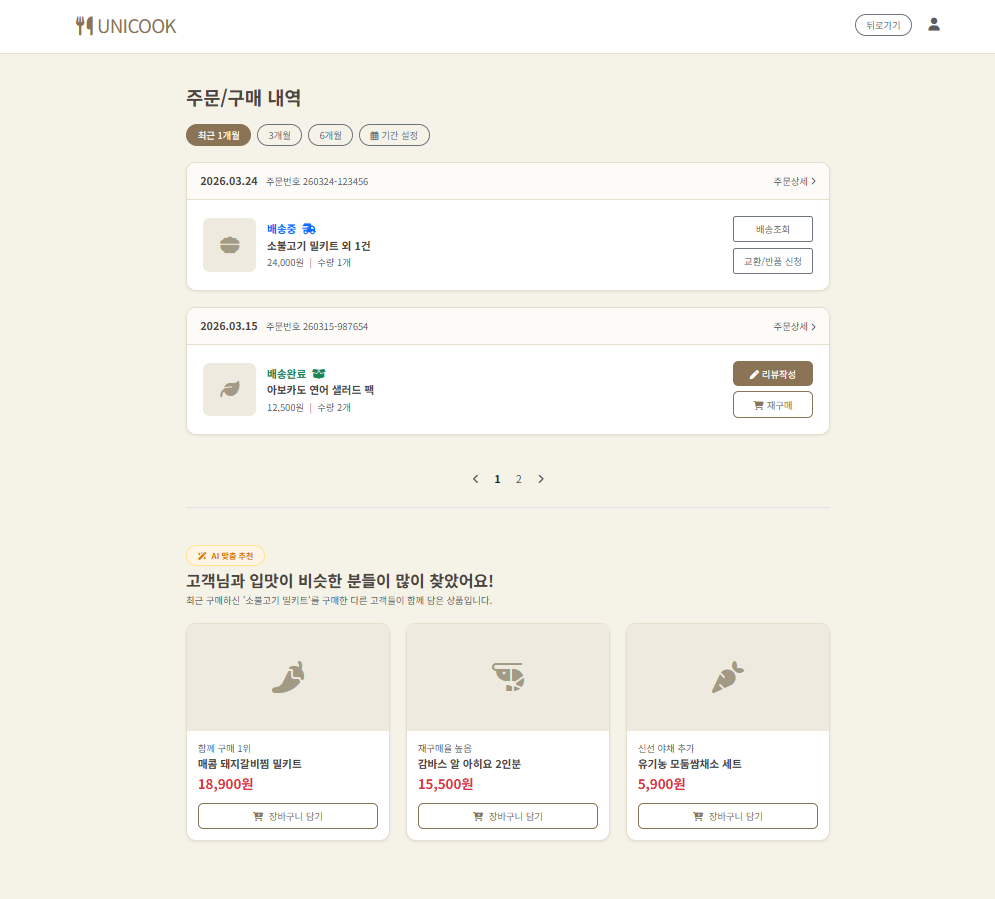 UNICOOK
뒤로가기
주문/구매 내역
최근 1개월
3개월
6개월
기간 설정
2026.03.24 주문번호 260324-123456
주문상세
배송중
소불고기 밀키트 외 1건
24,000원 | 수량 1개
배송조회
교환/반품 신청
2026.03.15 주문번호 260315-987654
주문상세
배송완료
아보카도 연어 샐러드 팩
12,500원 | 수량 2개
리뷰작성
재구매
1 2
AI 맞춤 추천
고객님과 입맛이 비슷한 분들이 많이 찾았어요!
최근 구매하신 '소불고기 밀키트'를 구매한 다른 고객들이 함께 담은 상품입니다.
함께 구매 1위
매콤 돼지갈비찜 밀키트
18,900원
장바구니 담기
재구매율 높음
감바스 알 아히요 2인분
15,500원
장바구니 담기
신선 야채 추가
유기농 모둠쌈채소 세트
5,900원
장바구니 담기